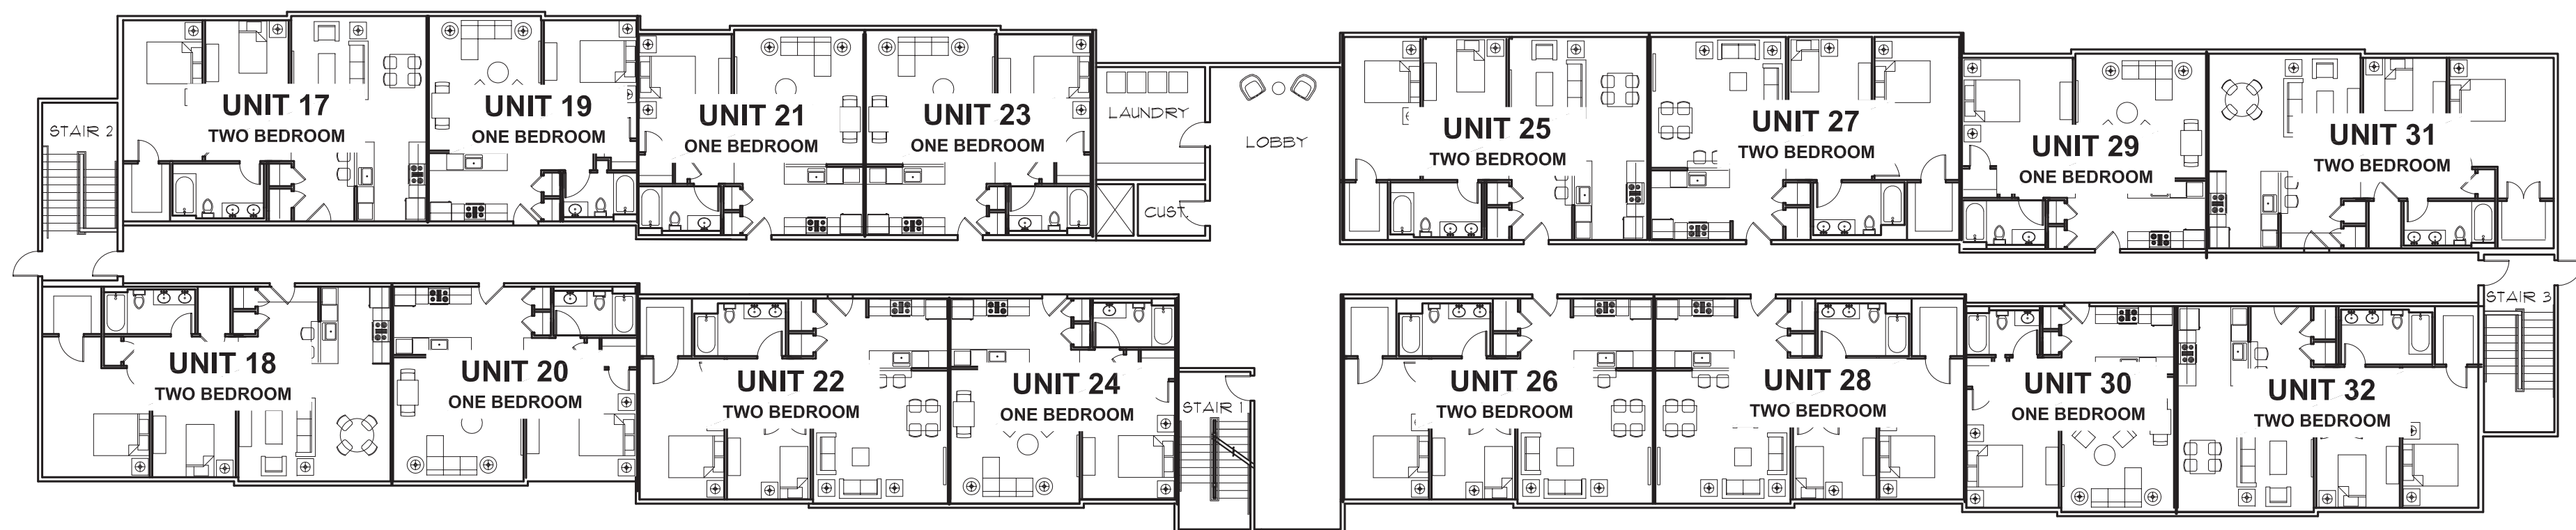 UNIT 17
TWO BEDROOM
UNIT 19
ONE BEDROOM
UNIT 21
ONE BEDROOM
UNIT 23
ONE BEDROOM
LAUNDRY
LOBBY
CUST.
UNIT 25
TWO BEDROOM
UNIT 27
TWO BEDROOM
UNIT 29
ONE BEDROOM
UNIT 31
TWO BEDROOM
STAIR 2
UNIT 18
TWO BEDROOM
UNIT 20
ONE BEDROOM
UNIT 22
TWO BEDROOM
UNIT 24
ONE BEDROOM
STAIR 1
UNIT 26
TWO BEDROOM
UNIT 28
TWO BEDROOM
UNIT 30
ONE BEDROOM
UNIT 32
TWO BEDROOM
STAIR 3